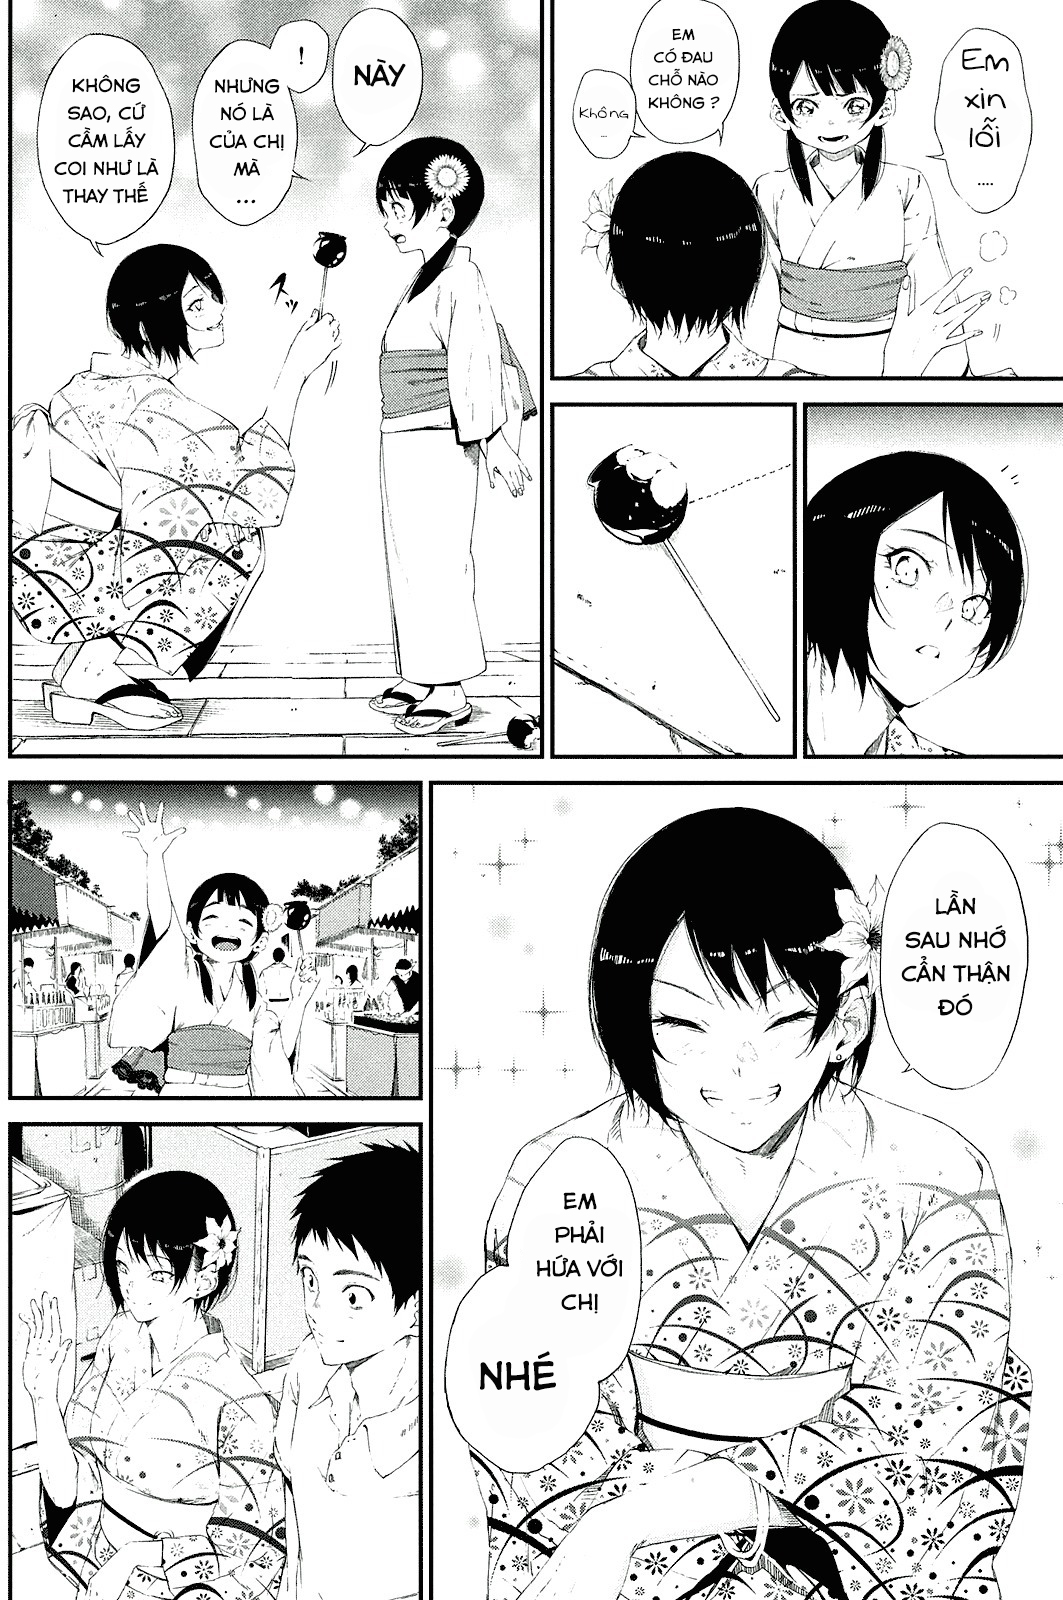 Em
xin
lỗi
....
EM
CÓ ĐAU
CHỖ NÀO
KHÔNG ?
Không
...
NÀY
!
NHƯNG
NÓ LÀ
CỦA CHỊ
MÀ
...
KHÔNG
SAO, CỨ
CẦM LẤY
COI NHƯ LÀ
THAY THẾ
LẦN
SAU NHỚ
CẨN THẬN
ĐÓ
EM
PHẢI
HỨA VỚI
CHỊ
NHÉ